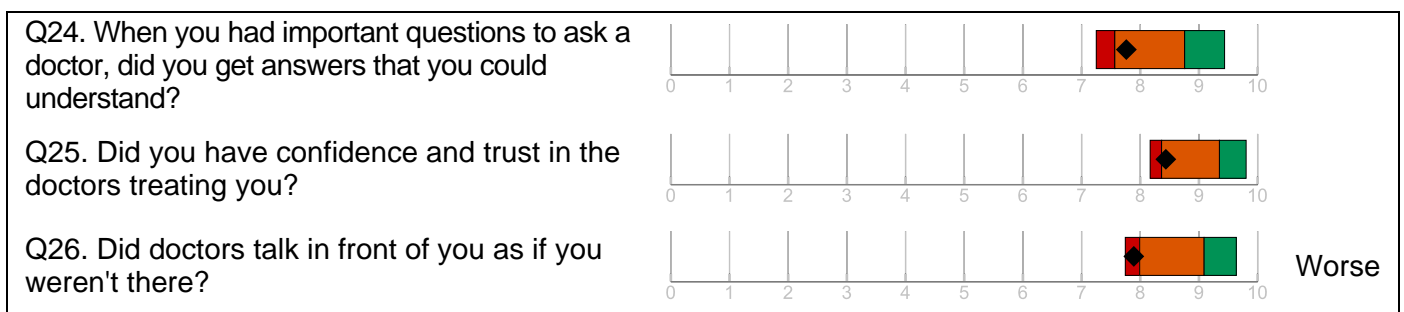 Q24. When you had important questions to ask a
doctor, did you get answers that you could
understand?
0 1 2 3 4 5 6 7 8 9 10
Q25. Did you have confidence and trust in the
doctors treating you?
0 1 2 3 4 5 6 7 8 9 10
Q26. Did doctors talk in front of you as if you
weren't there?
Worse
0 1 2 3 4 5 6 7 8 9 10